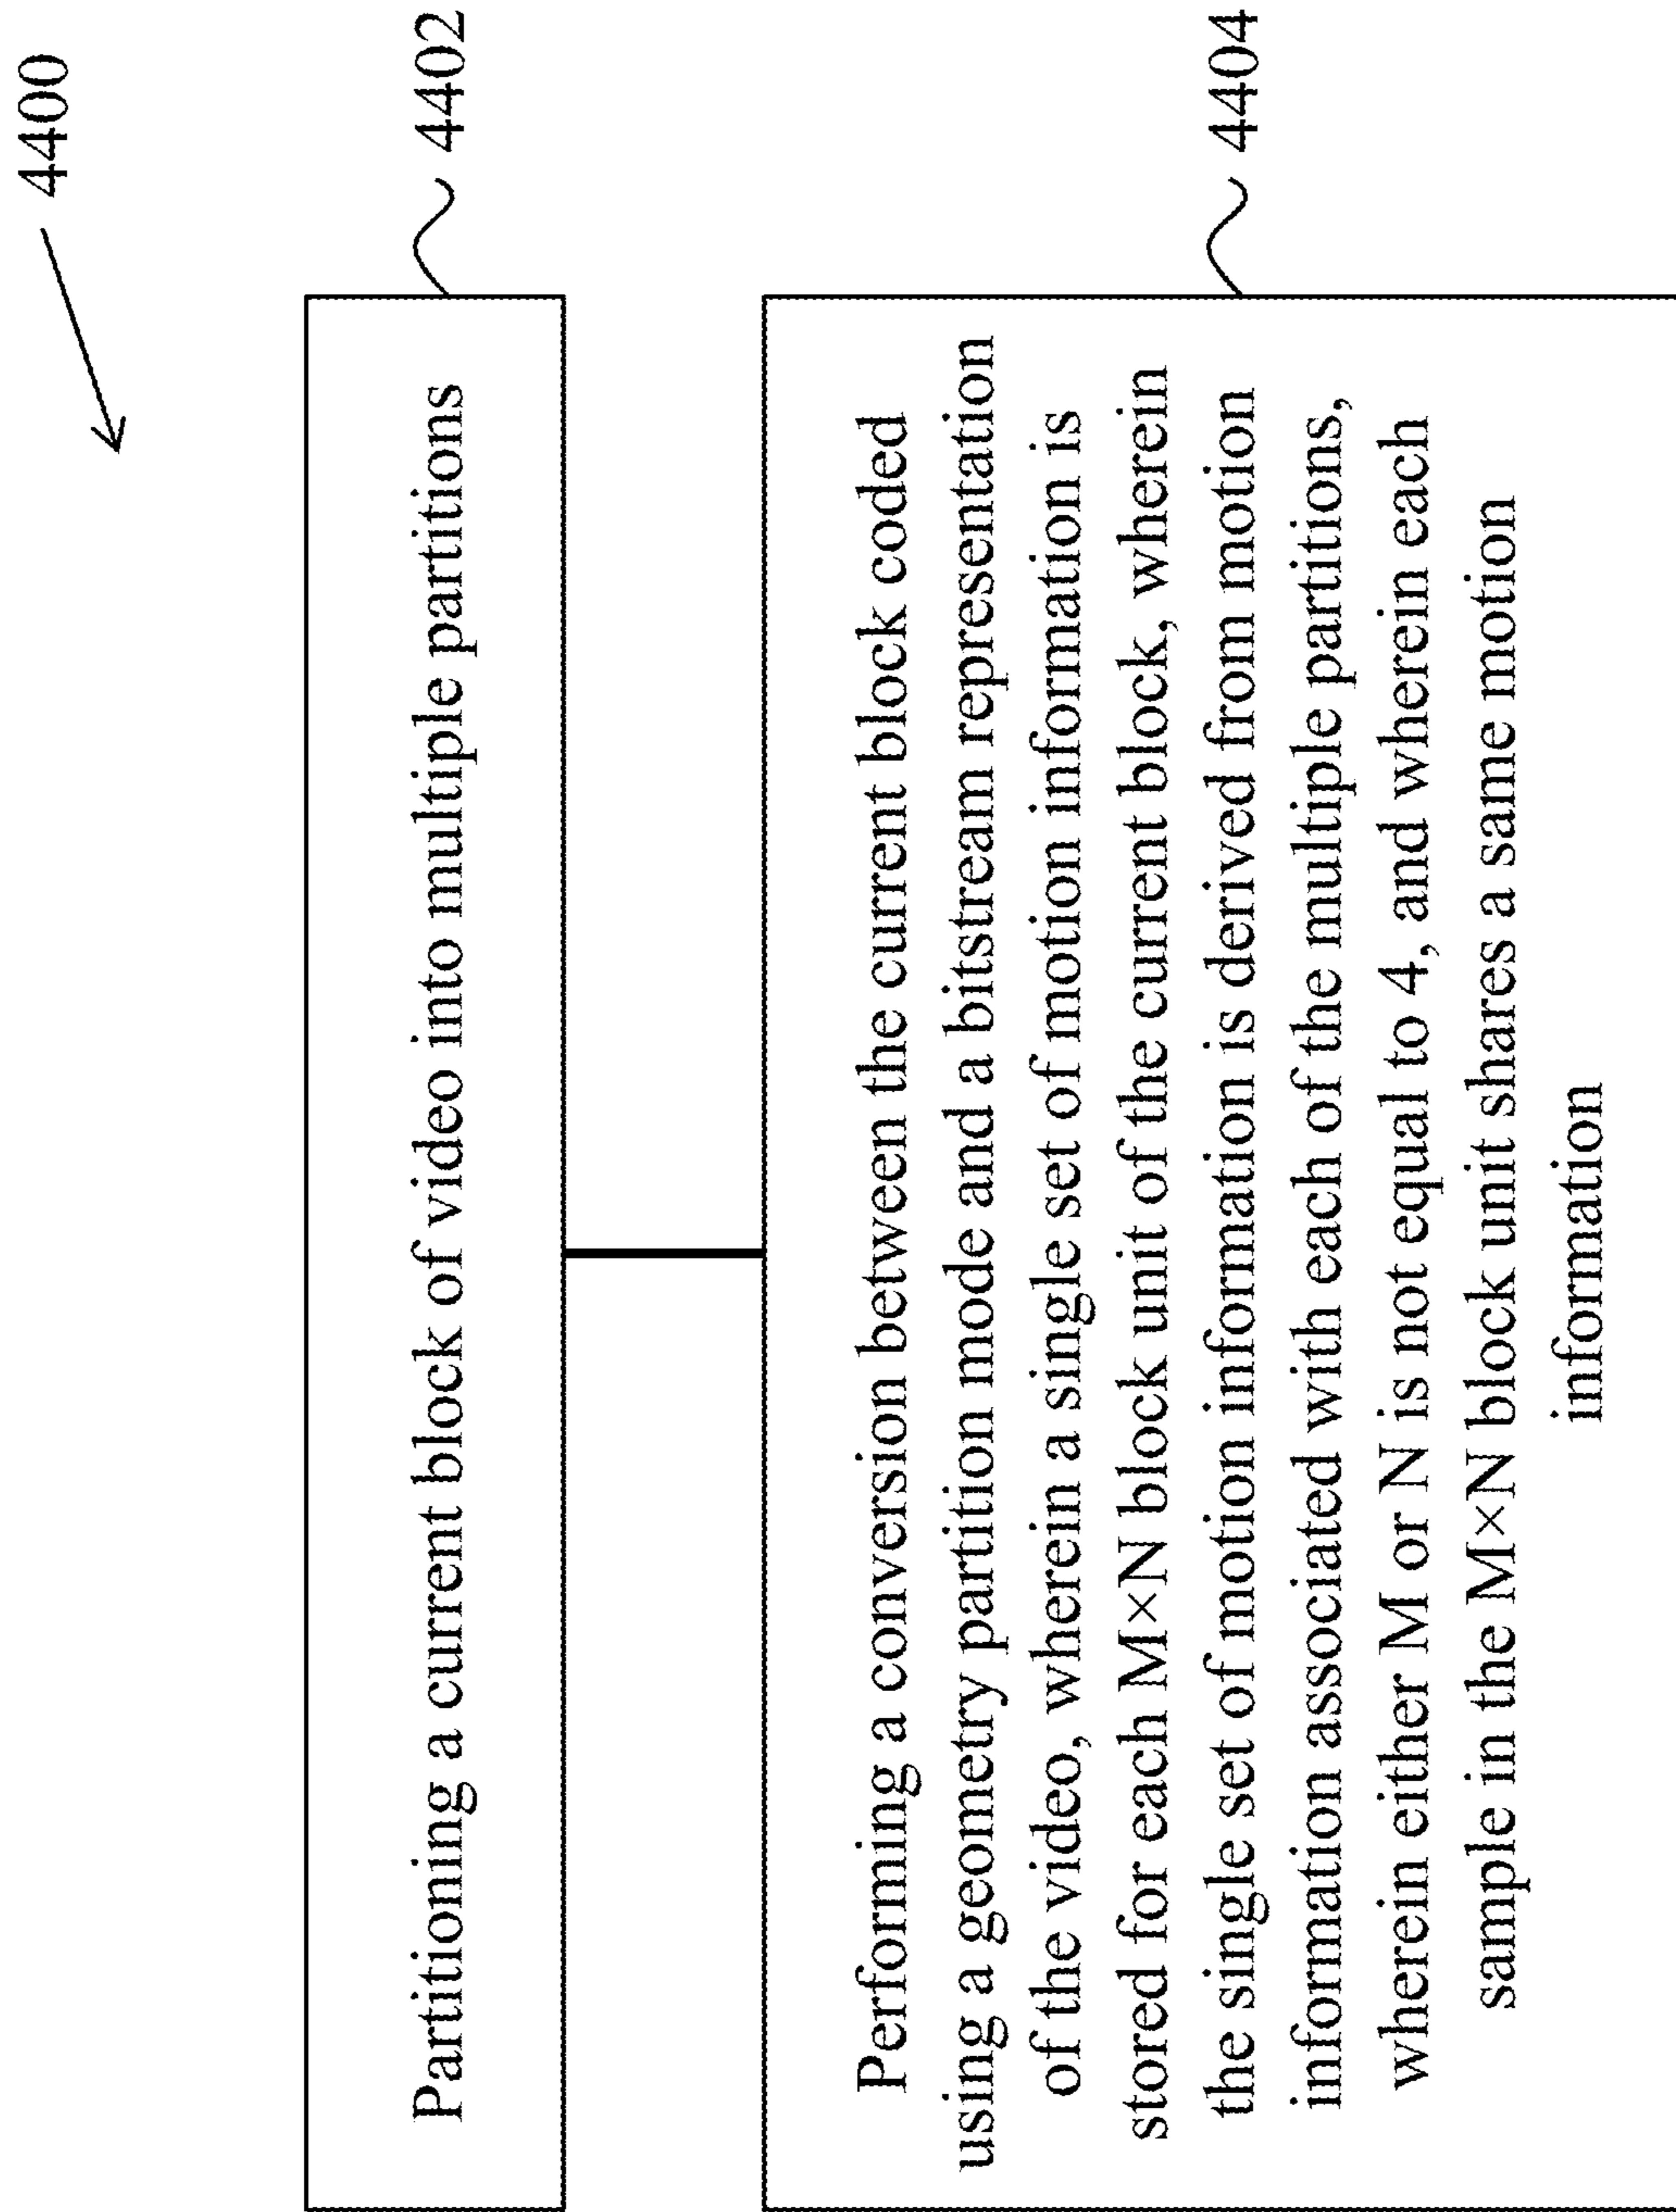 4400
Partitioning a current block of video into multiple partitions
4402
Performing a conversion between the current block coded
using a geometry partition mode and a bitstream representation
of the video, wherein a single set of motion information is
stored for each M×N block unit of the current block, wherein
the single set of motion information is derived from motion
information associated with each of the multiple partitions,
wherein either M or N is not equal to 4, and wherein each
sample in the M×N block unit shares a same motion
information
4404